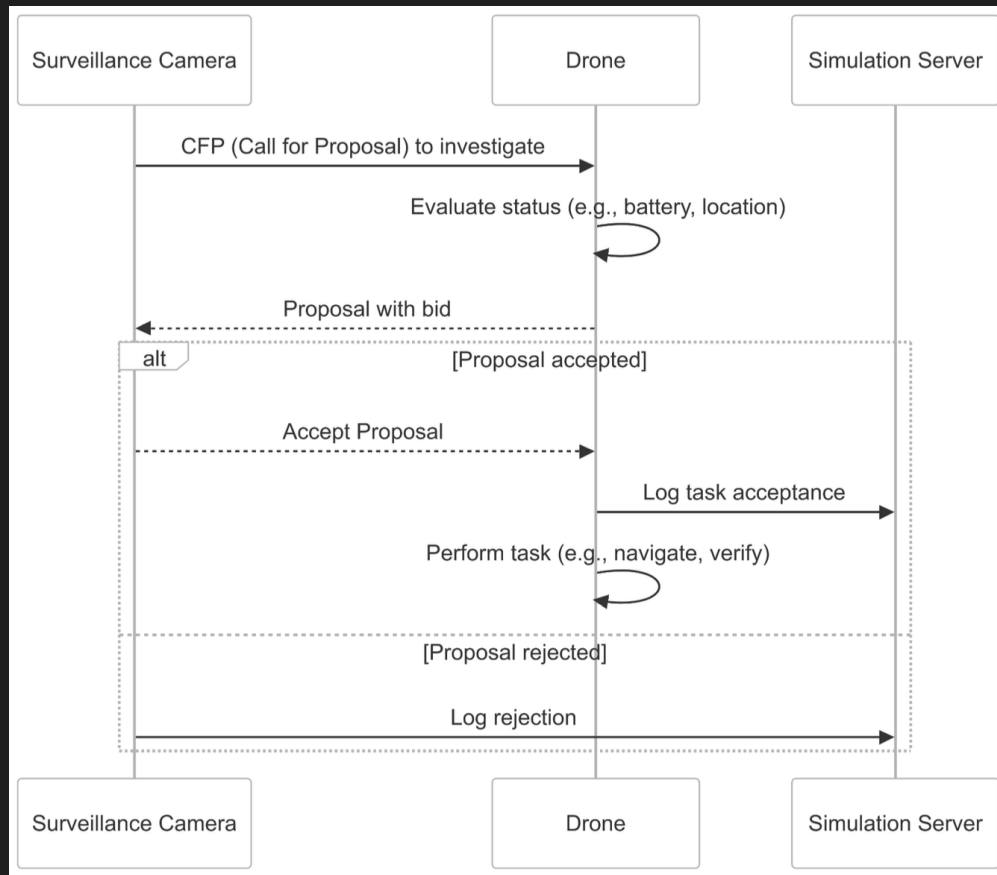 Surveillance Camera
Drone
Simulation Server
CFP (Call for Proposal) to investigate
Evaluate status (e.g., battery, location)
Proposal with bid
alt
[Proposal accepted]
Accept Proposal
Log task acceptance
Perform task (e.g., navigate, verify)
[Proposal rejected]
Log rejection
Surveillance Camera
Drone
Simulation Server